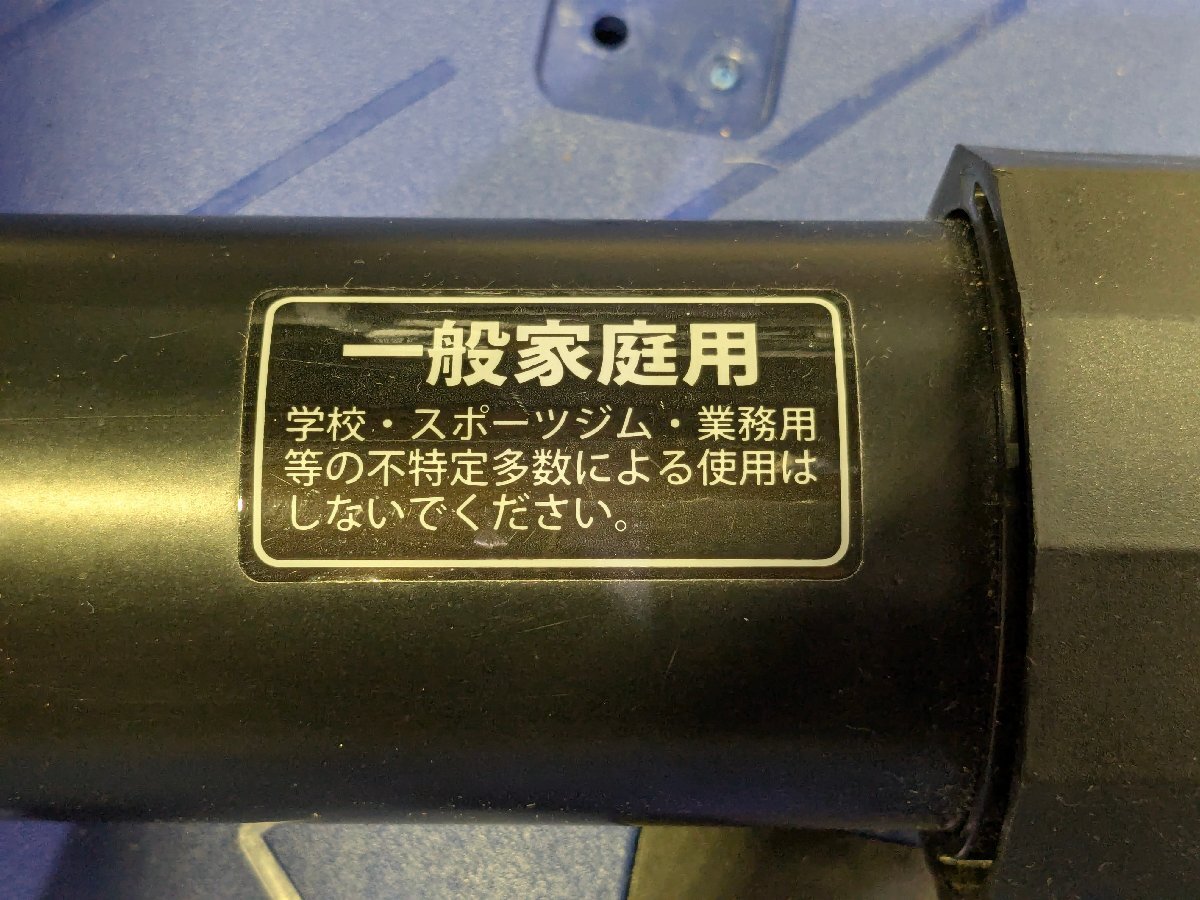 一般家庭用
学校・スポーツジム・業務用
等の不特定多数による使用は
しないでください。